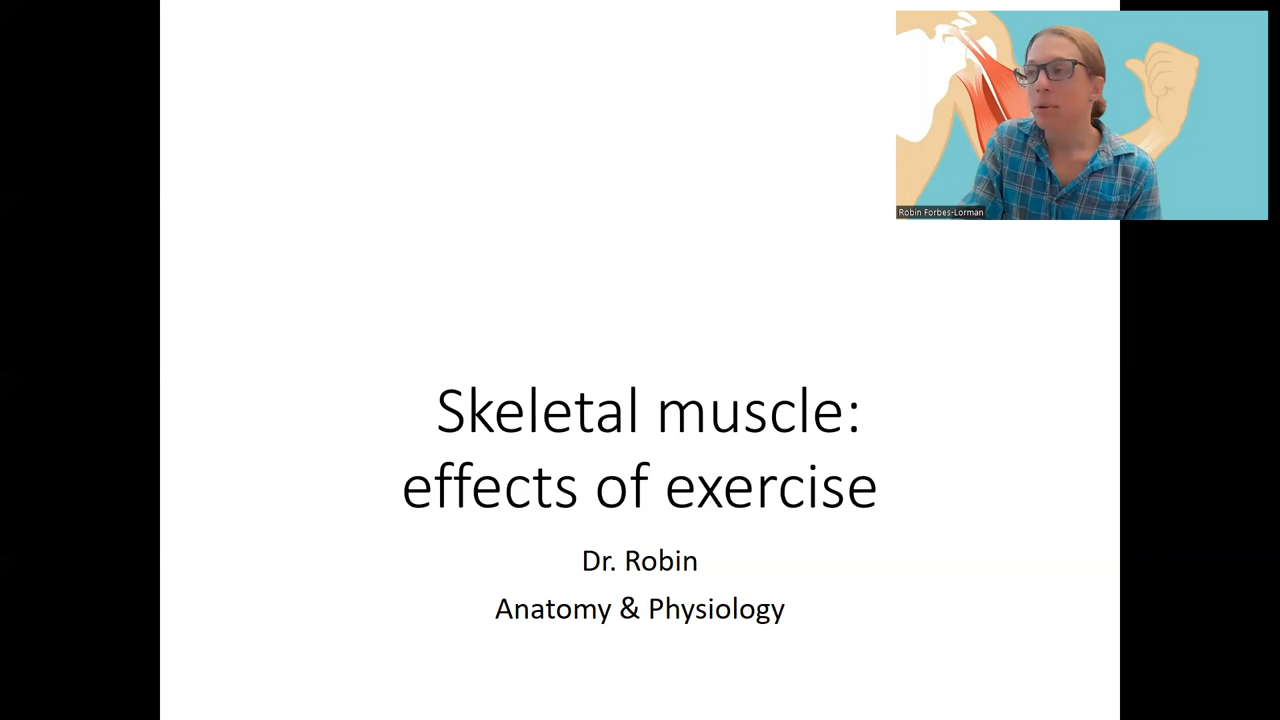 Robin Forbes-Lorman
Skeletal muscle:
effects of exercise
Dr. Robin
Anatomy & Physiology